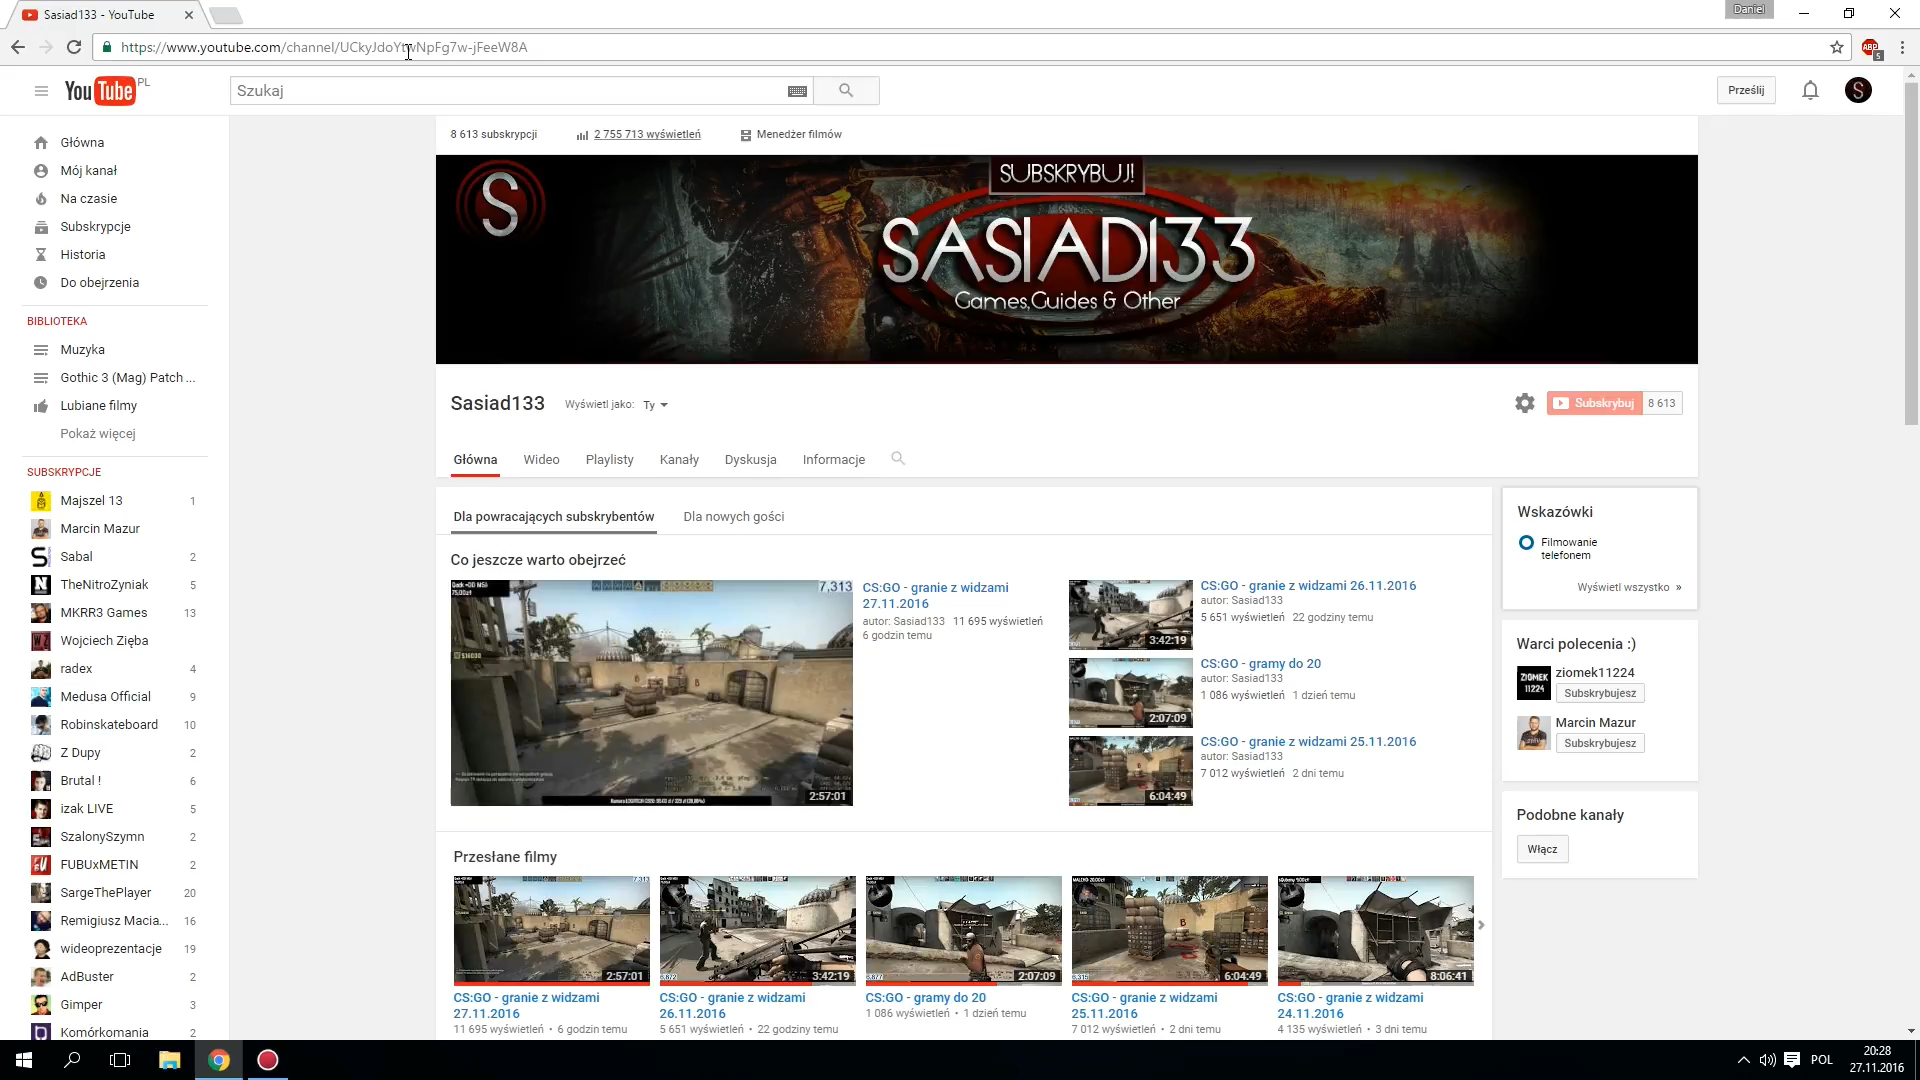 Sasiad133 - YouTube
Daniel
https://www.youtube.com/channel/UCkyJdoYtwNpFg7w-jFeeW8A
ABP
5
YouTube PL
Szukaj
Prześlij
S
8 613 subskrypcji
2 755 713 wyświetleń
Menedżer filmów
Główna
Mój kanał
Na czasie
Subskrypcje
Historia
Do obejrzenia
BIBLIOTEKA
Muzyka
Gothic 3 (Mag) Patch ...
Lubiane filmy
Pokaż więcej
SUBSKRYPCJE
Majszel 13 1
Marcin Mazur
Sabal 2
TheNitroZyniak 5
MKRR3 Games 13
Wojciech Zięba
radex 4
Medusa Official 9
Robinskateboard 10
Z Dupy 2
Brutal ! 6
izak LIVE 5
SzalonySzymn 2
FUBUxMETIN 2
SargeThePlayer 20
Remigiusz Macia... 16
wideoprezentacje 19
AdBuster 2
Gimper 3
Komórkomania 2
S
SUBSKRYBUJ!
SASIAD133
Games,Guides & Other
Sasiad133
Wyświetl jako: Ty
Subskrybuj 8 613
Główna
Wideo
Playlisty
Kanały
Dyskusja
Informacje
Dla powracających subskrybentów
Dla nowych gości
Co jeszcze warto obejrzeć
7,313
2:57:01
CS:GO - granie z widzami
27.11.2016
autor: Sasiad133 11 695 wyświetleń
6 godzin temu
3:42:19
CS:GO - granie z widzami 26.11.2016
autor: Sasiad133
5 651 wyświetleń 22 godziny temu
2:07:09
CS:GO - gramy do 20
autor: Sasiad133
1 086 wyświetleń 1 dzień temu
6:04:49
CS:GO - granie z widzami 25.11.2016
autor: Sasiad133
7 012 wyświetleń 2 dni temu
Przesłane filmy
7,313
2:57:01
CS:GO - granie z widzami
27.11.2016
11 695 wyświetleń • 6 godzin temu
6,872
3:42:19
CS:GO - granie z widzami
26.11.2016
5 651 wyświetleń • 22 godziny temu
6,877
2:07:09
CS:GO - gramy do 20
1 086 wyświetleń • 1 dzień temu
6,315
6:04:49
CS:GO - granie z widzami
25.11.2016
7 012 wyświetleń • 2 dni temu
8:06:41
CS:GO - granie z widzami
24.11.2016
4 135 wyświetleń • 3 dni temu
Wskazówki
Filmowanie
telefonem
Wyświetl wszystko »
Warci polecenia :)
ZIOMEK
11224
ziomek11224
Subskrybujesz
Marcin Mazur
Subskrybujesz
Podobne kanały
Włącz
POL
20:28
27.11.2016